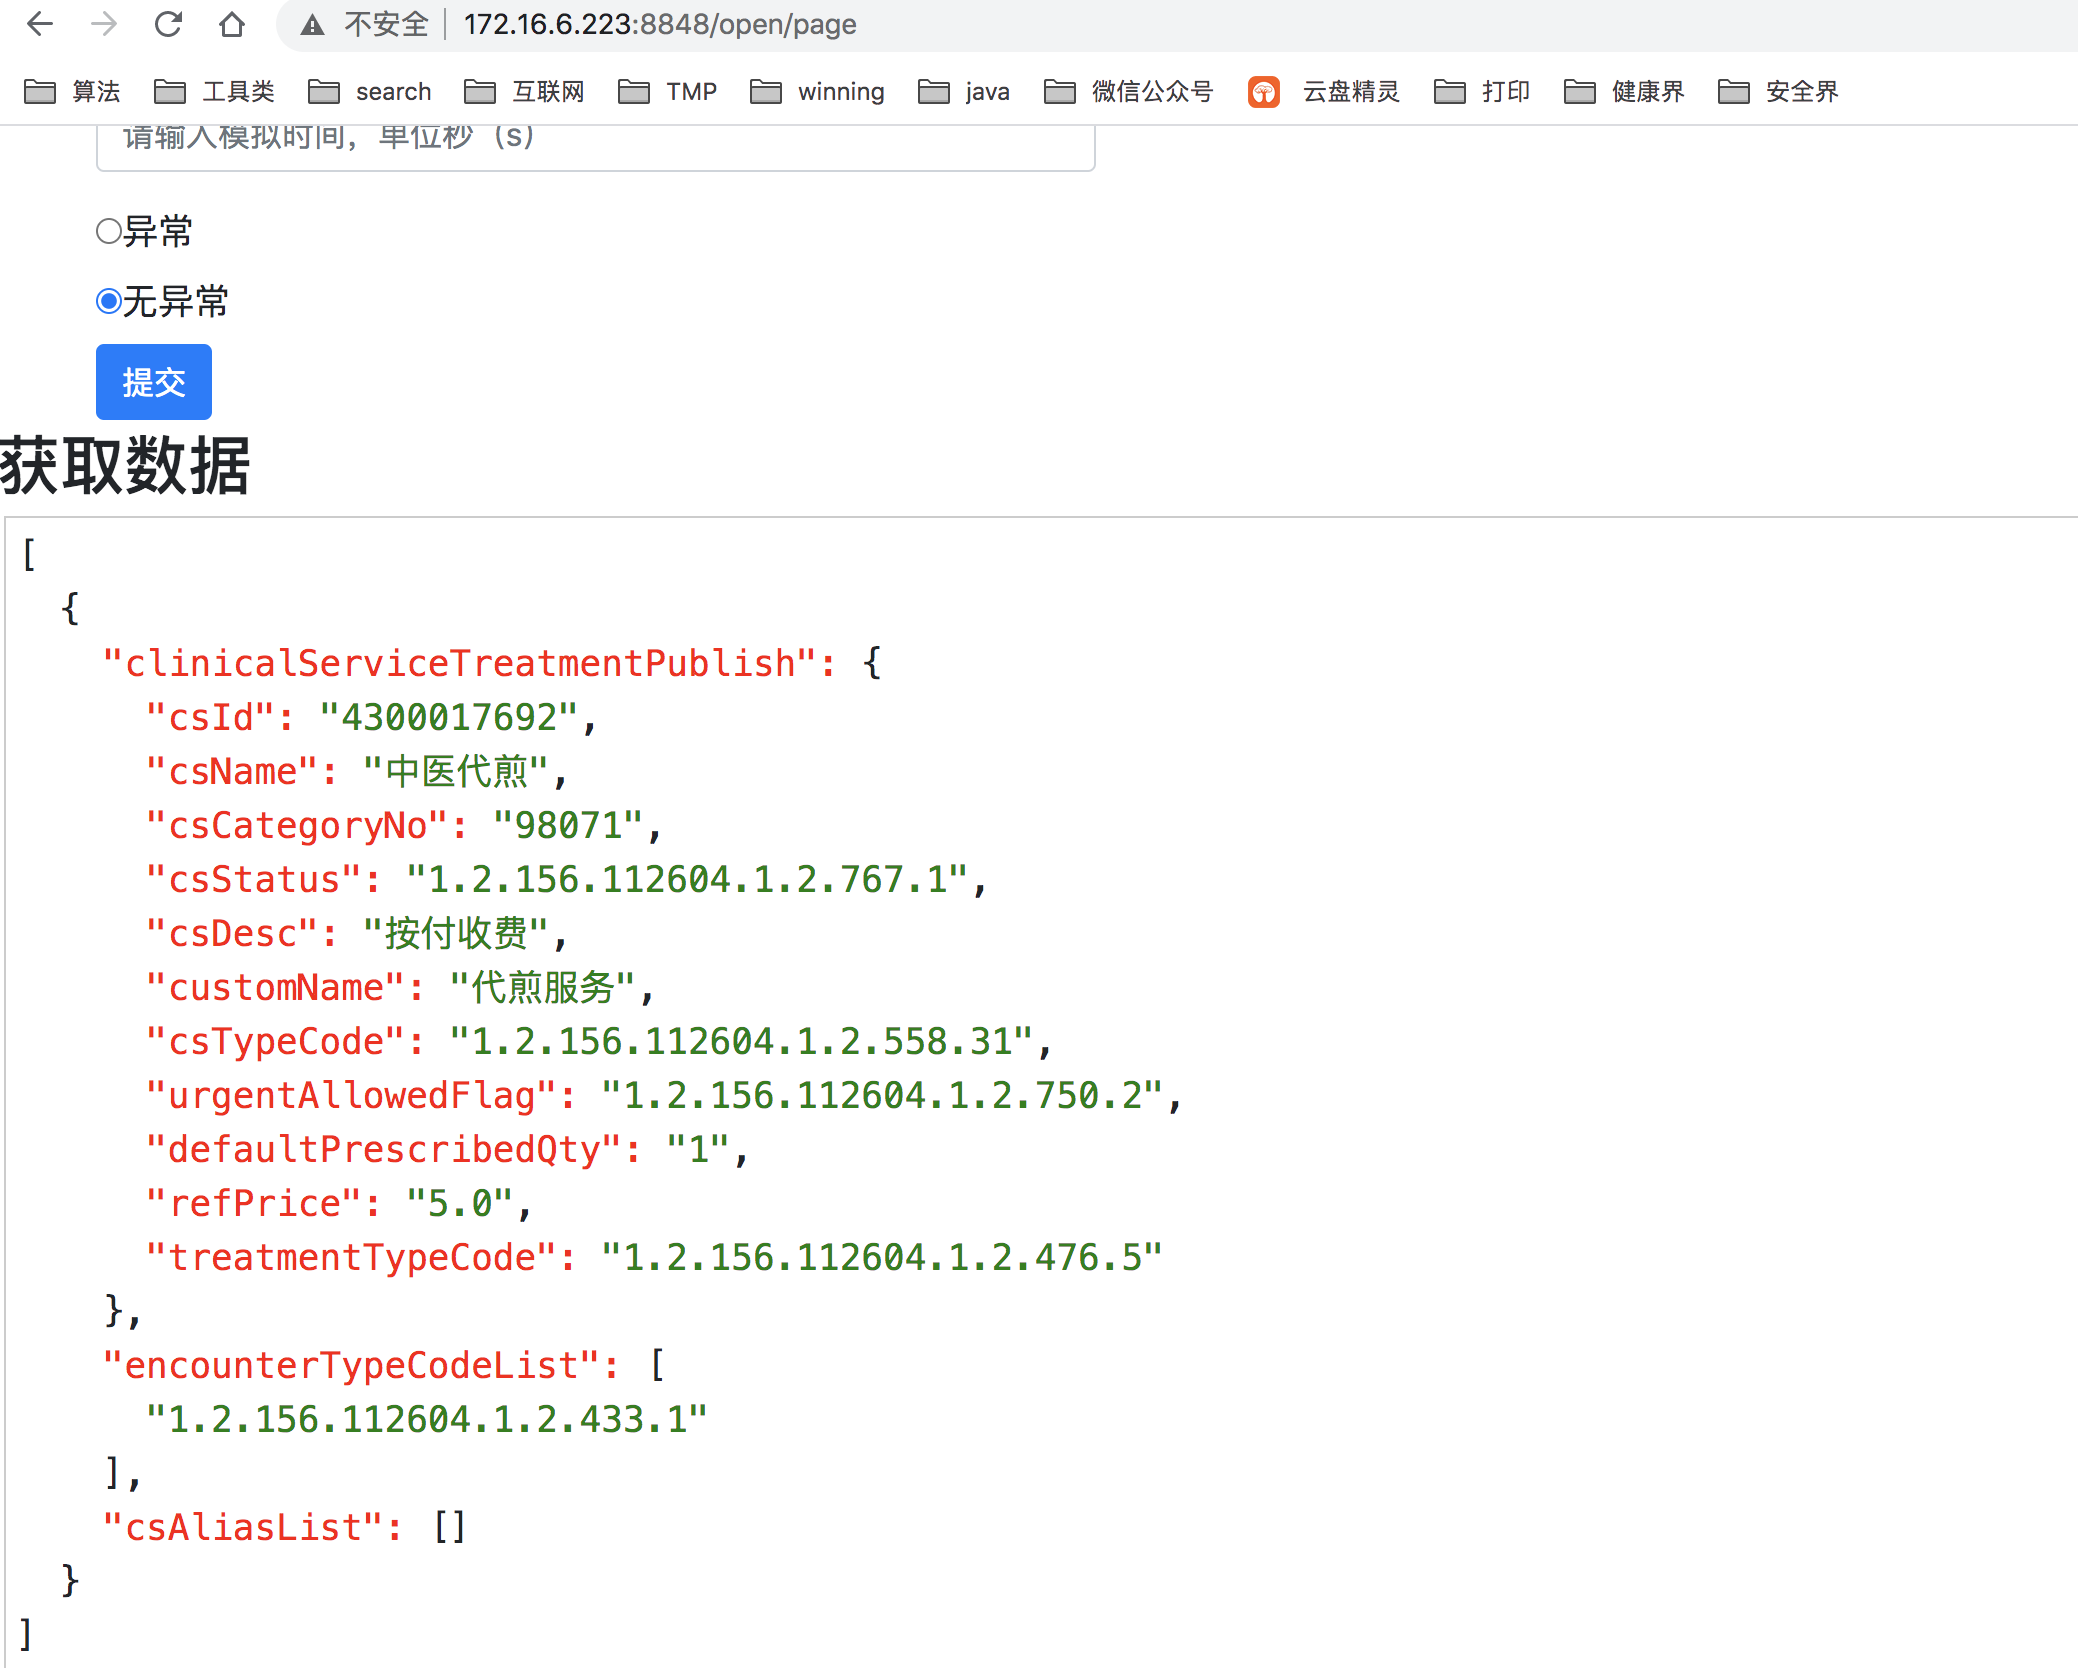 不安全 172.16.6.223:8848/open/page
算法 工具类 search 互联网 TMP winning java 微信公众号 云盘精灵 打印 健康界 安全界
请输入模拟时间，单位秒（s）
异常
无异常
提交
获取数据
[
{
"clinicalServiceTreatmentPublish": {
"csId": "4300017692",
"csName": "中医代煎",
"csCategoryNo": "98071",
"csStatus": "1.2.156.112604.1.2.767.1",
"csDesc": "按付收费",
"customName": "代煎服务",
"csTypeCode": "1.2.156.112604.1.2.558.31",
"urgentAllowedFlag": "1.2.156.112604.1.2.750.2",
"defaultPrescribedQty": "1",
"refPrice": "5.0",
"treatmentTypeCode": "1.2.156.112604.1.2.476.5"
},
"encounterTypeCodeList": [
"1.2.156.112604.1.2.433.1"
],
"csAliasList": []
}
]